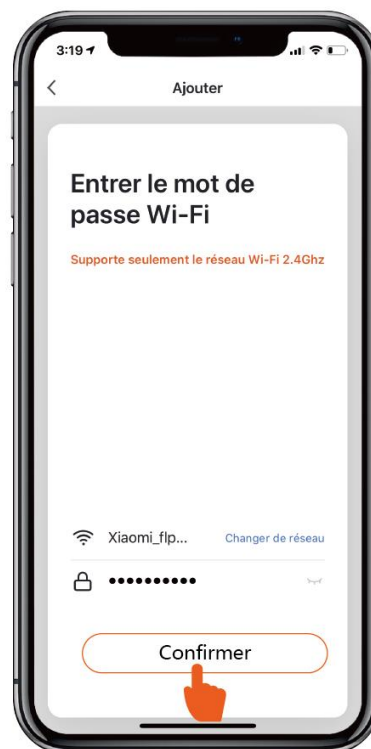 3:19
Ajouter
Entrer le mot de
passe Wi-Fi
Supporte seulement le réseau Wi-Fi 2.4Ghz
Xiaomi_flp... Changer de réseau
••••••••••
Confirmer